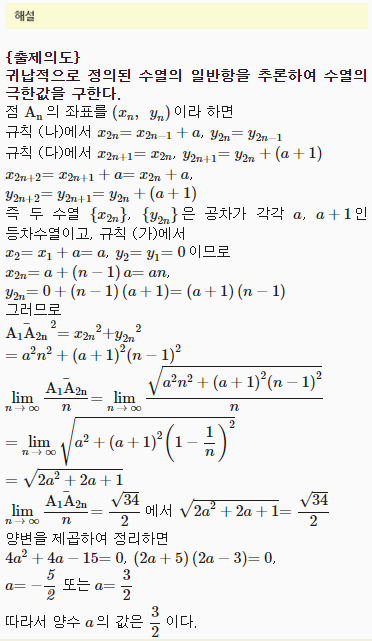 해설
{출제의도}
귀납적으로 정의된 수열의 일반항을 추론하여 수열의
극한값을 구한다.
점 Aₙ의 좌표를 (xₙ, yₙ)이라 하면
규칙 (나)에서 x₂ₙ= x₂ₙ₋₁ + a, y₂ₙ= y₂ₙ₋₁
규칙 (다)에서 x₂ₙ₊₁= x₂ₙ, y₂ₙ₊₁= y₂ₙ + (a+1)
x₂ₙ₊₂= x₂ₙ₊₁ + a= x₂ₙ + a,
y₂ₙ₊₂= y₂ₙ₊₁= y₂ₙ + (a+1)
즉 두 수열 {x₂ₙ}, {y₂ₙ}은 공차가 각각 a, a+1인
등차수열이고, 규칙 (가)에서
x₂= x₁ + a= a, y₂= y₁= 0이므로
x₂ₙ= a + (n−1)a= an,
y₂ₙ= 0 + (n−1)(a+1)= (a+1)(n−1)
그러므로
A₁A₂ₙ² = x₂ₙ²+y₂ₙ²
= a²n² + (a+1)²(n−1)²
lim n→∞ A₁A₂ₙ/n = lim n→∞ √(a²n² + (a+1)²(n−1)²)/n
= lim n→∞ √(a² + (a+1)²(1−1/n)²)
= √(2a²+2a+1)
lim n→∞ A₁A₂ₙ/n = √34/2 에서 √(2a²+2a+1)= √34/2
양변을 제곱하여 정리하면
4a²+4a−15= 0, (2a+5)(2a−3)=0,
a= −5/2 또는 a= 3/2
따라서 양수 a의 값은 3/2 이다.